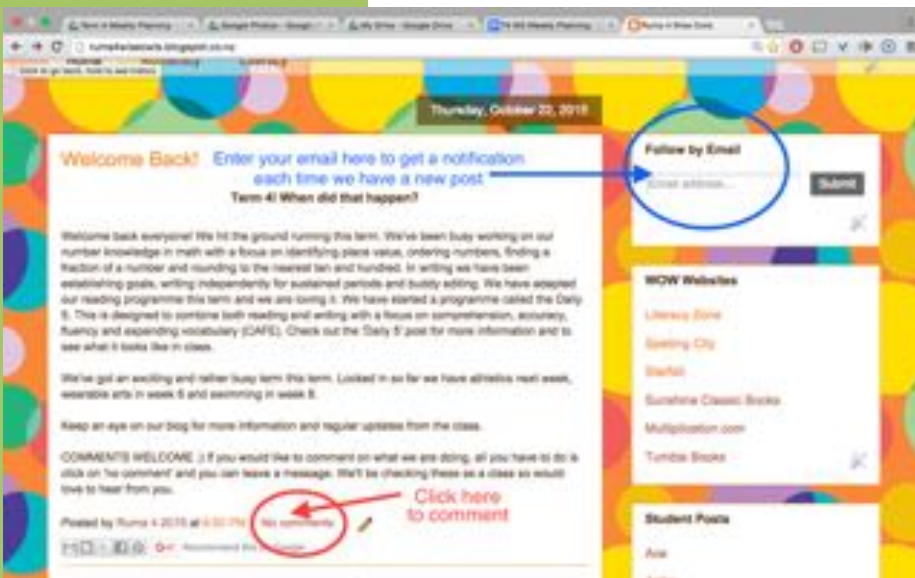 Thursday, October 22, 2015
Welcome Back!
Enter your email here to get a notification
each time we have a new post
Term 4! When did that happen?
Welcome back everyone! We hit the ground running this term. We've been busy working on our
number knowledge in math with a focus on identifying place value, ordering numbers, finding a
fraction of a number and rounding to the nearest ten and hundred. In writing we have been
establishing goals, writing independently for sustained periods and buddy editing. We have adapted
our reading programme this term and we are loving it. We have started a programme called the Daily
5. This is designed to combine both reading and writing with a focus on comprehension, accuracy,
fluency and expanding vocabulary (CAFE). Check out the 'Daily 5' post for more information and to
see what it looks like in class.
We've got an exciting and rather busy term this term. Locked in so far we have athletics next week,
wearable arts in week 6 and swimming in week 8.
Keep an eye on our blog for more information and regular updates from the class.
COMMENTS WELCOME :) If you would like to comment on what we are doing, all you have to do is
click on 'no comment' and you can leave a message. We'll be checking these as a class so would
love to hear from you.
Click here
to comment
Posted by Ruma 4 2015 at PM No comments:
Recommend this on Google
Follow by Email
Email address...
Submit
WOW Websites
Literacy Zone
Spelling City
Starfall
Sunshine Classic Books
Multiplication.com
Tumble Books
Student Posts